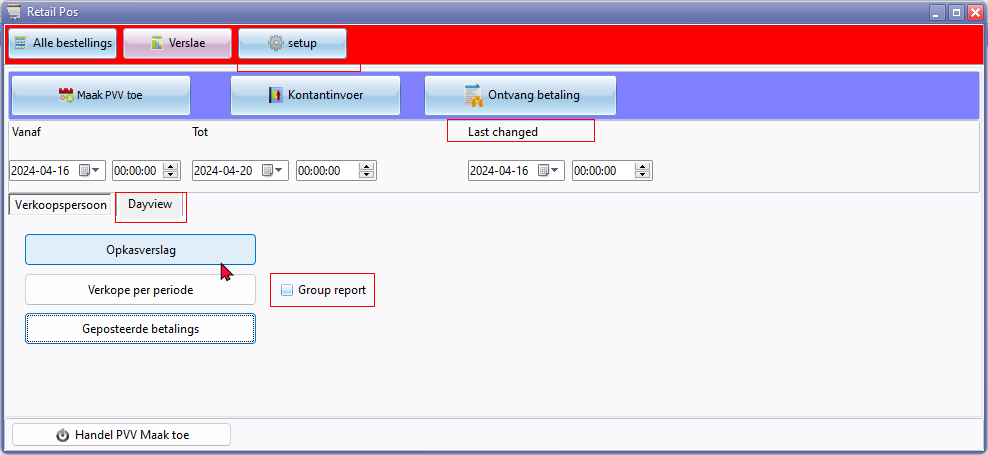 Retail Pos
Alle bestellings Verslae setup
Maak PVV toe Kontantinvoer Ontvang betaling
Vanaf Tot Last changed
2024-04-16 00:00:00 2024-04-20 00:00:00 2024-04-16 00:00:00
Verkoopspersoon Dayview
Opkasverslag
Verkope per periode Group report
Geposteerde betalings
Handel PVV Maak toe